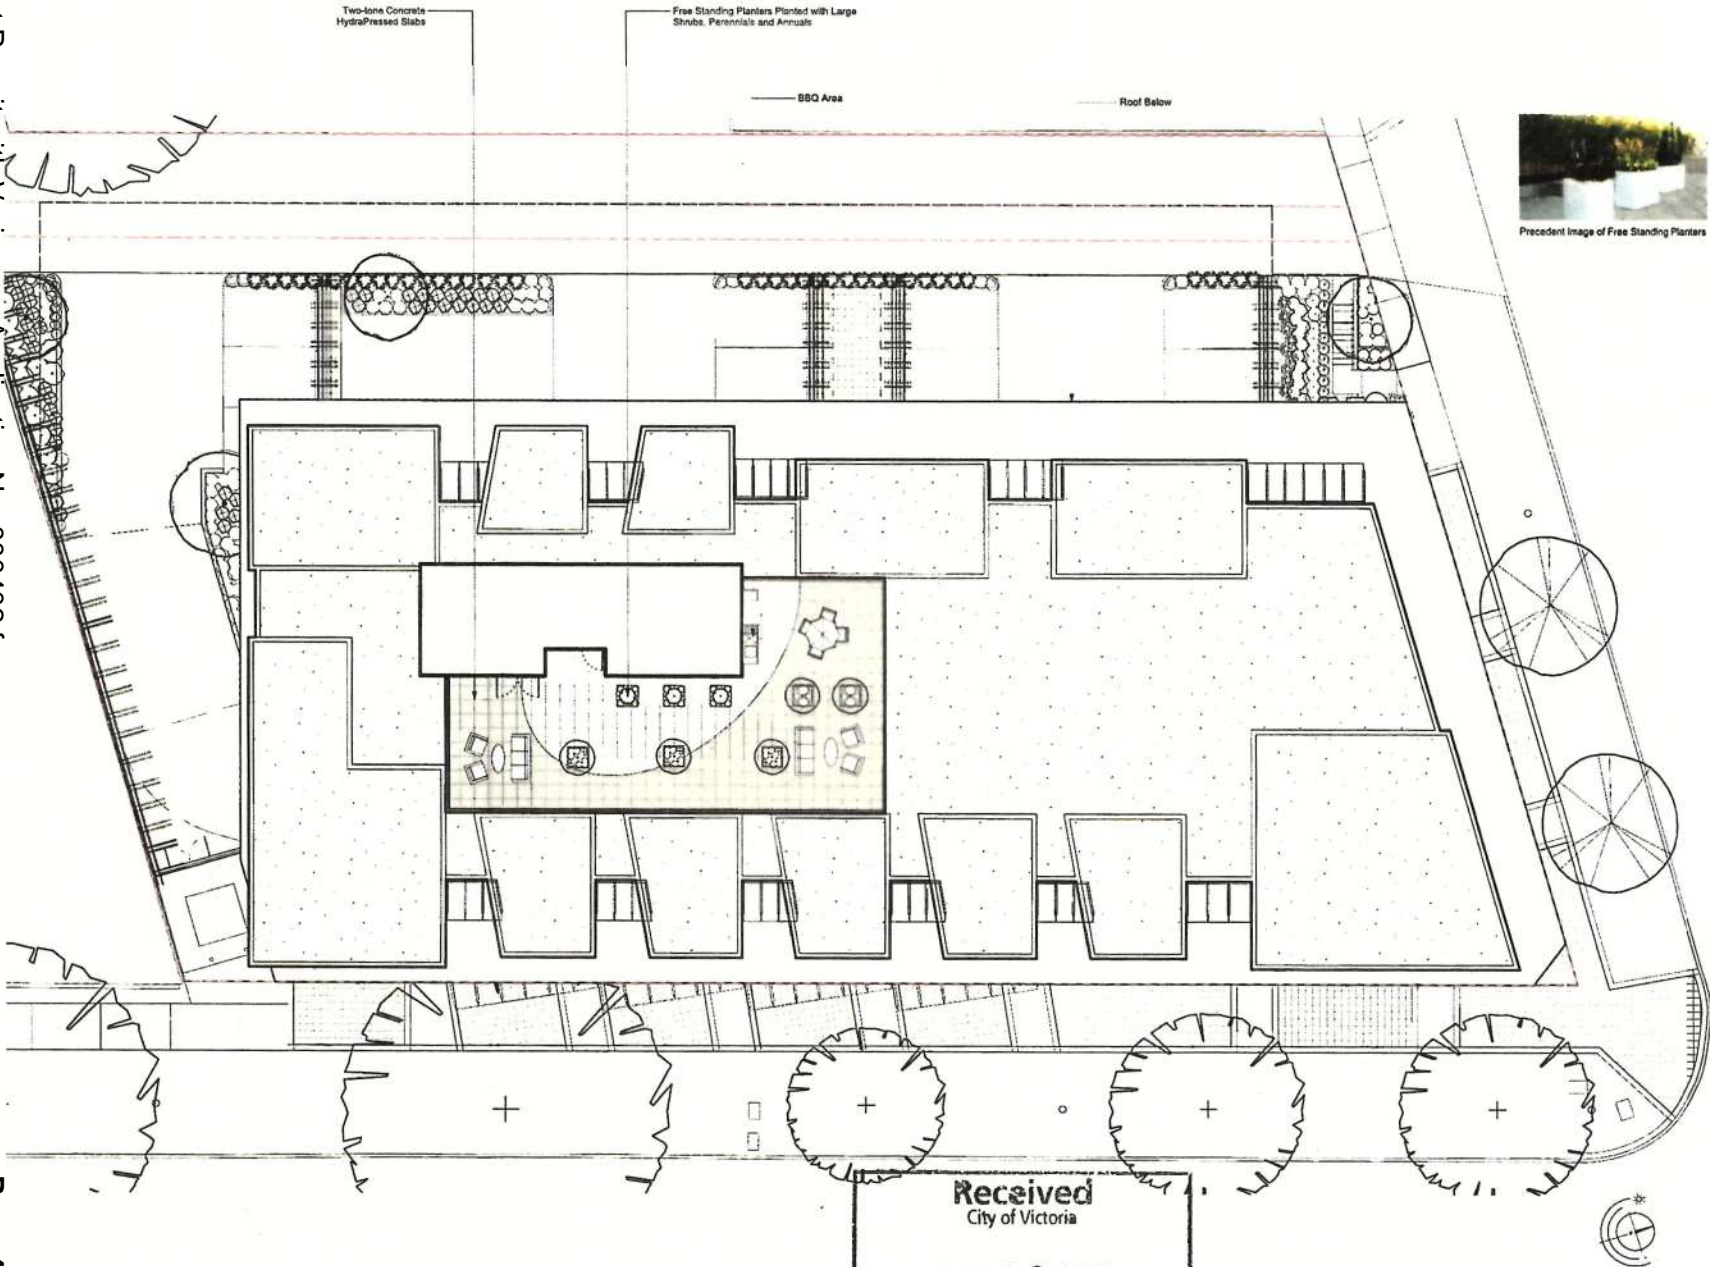 Two-tone Concrete
HydraPressed Slabs
Free Standing Planters Planted with Large
Shrubs, Perennials and Annuals
BBQ Area
Roof Below
Precedent Image of Free Standing Planters
Received
City of Victoria